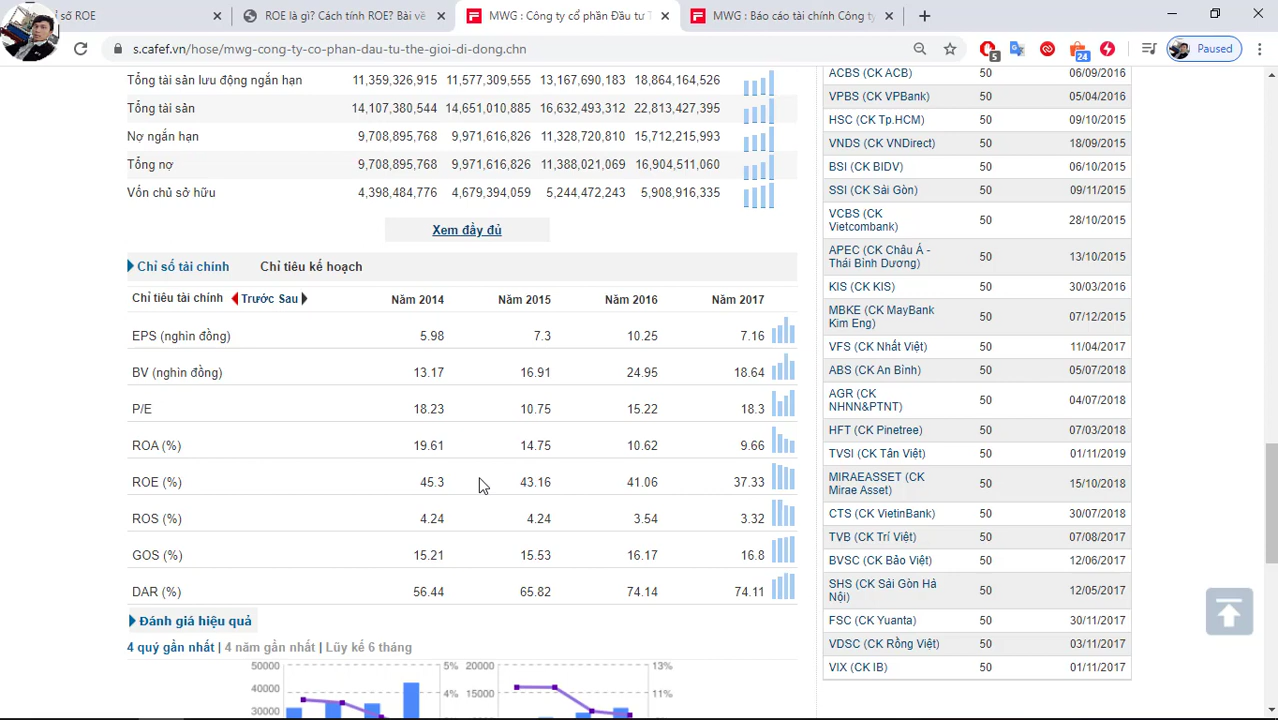 ỉ số ROE
ROE là gì? Cách tính ROE? Bài về
MWG : Công ty cổ phần Đầu tư T
MWG : Báo cáo tài chính Công ty
s.cafef.vn/hose/mwg-cong-ty-co-phan-dau-tu-the-gioi-di-dong.chn
5
24
Paused
Tổng tài sản lưu động ngắn hạn 11,580,326,915 11,577,309,555 13,167,690,183 18,864,164,526
Tổng tài sản 14,107,380,544 14,651,010,885 16,632,493,312 22,813,427,395
Nợ ngắn hạn 9,708,895,768 9,971,616,826 11,328,720,810 15,712,215,993
Tổng nợ 9,708,895,768 9,971,616,826 11,388,021,069 16,904,511,060
Vốn chủ sở hữu 4,398,484,776 4,679,394,059 5,244,472,243 5,908,916,335
Xem đầy đủ
Chỉ số tài chính Chỉ tiêu kế hoạch
Chỉ tiêu tài chính Trước Sau Năm 2014 Năm 2015 Năm 2016 Năm 2017
EPS (nghìn đồng) 5.98 7.3 10.25 7.16
BV (nghìn đồng) 13.17 16.91 24.95 18.64
P/E 18.23 10.75 15.22 18.3
ROA (%) 19.61 14.75 10.62 9.66
ROE (%) 45.3 43.16 41.06 37.33
ROS (%) 4.24 4.24 3.54 3.32
GOS (%) 15.21 15.53 16.17 16.8
DAR (%) 56.44 65.82 74.14 74.11
Đánh giá hiệu quả
4 quý gần nhất | 4 năm gần nhất | Lũy kế 6 tháng
50000 5% 20000 13%
40000 4% 15000 11%
30000
ACBS (CK ACB) 50 06/09/2016
VPBS (CK VPBank) 50 05/04/2016
HSC (CK Tp.HCM) 50 09/10/2015
VNDS (CK VNDirect) 50 18/09/2015
BSI (CK BIDV) 50 06/10/2015
SSI (CK Sài Gòn) 50 09/11/2015
VCBS (CK
Vietcombank) 50 28/10/2015
APEC (CK Châu Á -
Thái Bình Dương) 50 13/10/2015
KIS (CK KIS) 50 30/03/2016
MBKE (CK MayBank
Kim Eng) 50 07/12/2015
VFS (CK Nhất Việt) 50 11/04/2017
ABS (CK An Bình) 50 05/07/2018
AGR (CK
NHNN&PTNT) 50 04/07/2018
HFT (CK Pinetree) 50 07/03/2018
TVSI (CK Tân Việt) 50 01/11/2019
MIRAEASSET (CK
Mirae Asset) 50 15/10/2018
CTS (CK VietinBank) 50 30/07/2018
TVB (CK Trí Việt) 50 07/08/2017
BVSC (CK Bảo Việt) 50 12/06/2017
SHS (CK Sài Gòn Hà
Nội) 50 12/05/2017
FSC (CK Yuanta) 50 30/11/2017
VDSC (CK Rồng Việt) 50 03/11/2017
VIX (CK IB) 50 01/11/2017